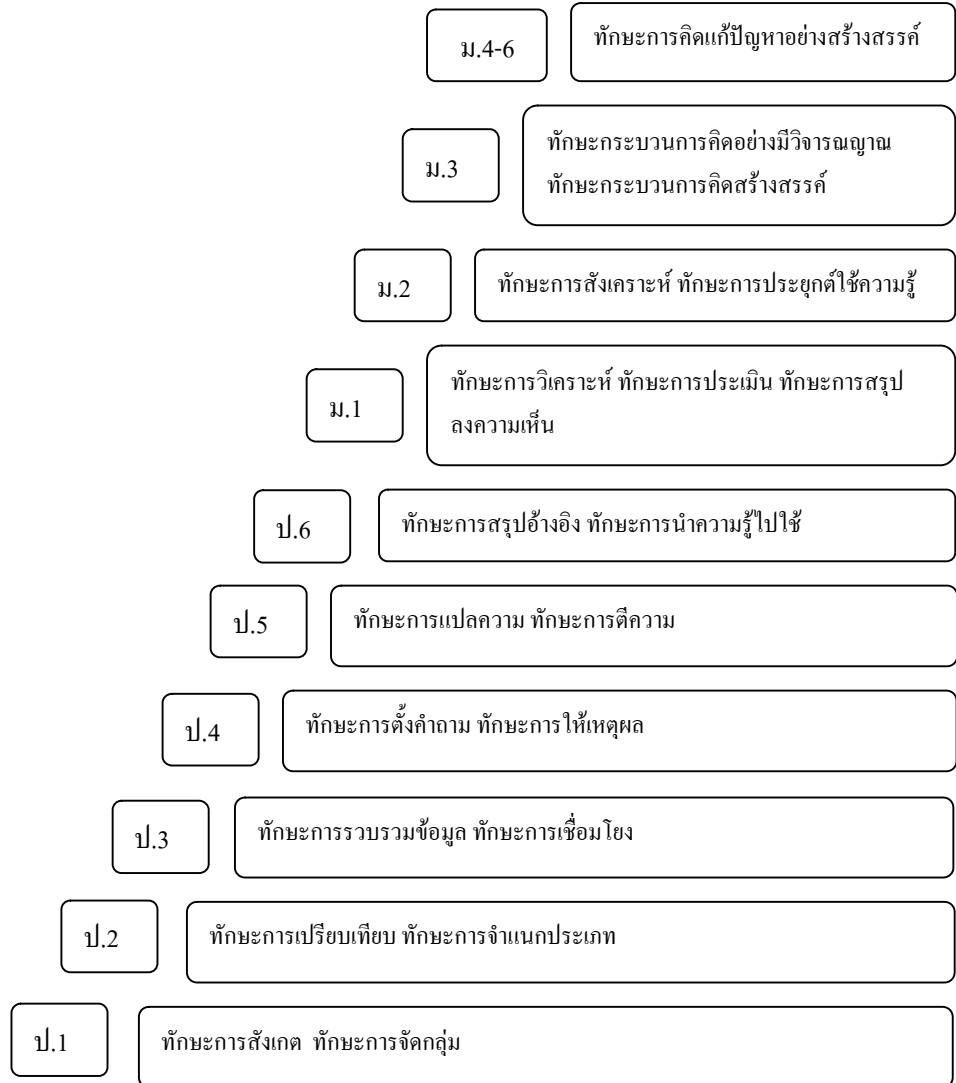 ม.4-6
ทักษะการคิดแก้ปัญหาอย่างสร้างสรรค์
ม.3
ทักษะกระบวนการคิดอย่างมีวิจารณญาณ
ทักษะกระบวนการคิดสร้างสรรค์
ม.2
ทักษะการสังเคราะห์ ทักษะการประยุกต์ใช้ความรู้
ม.1
ทักษะการวิเคราะห์ ทักษะการประเมิน ทักษะการสรุป
ลงความเห็น
ป.6
ทักษะการสรุปอ้างอิง ทักษะการนำความรู้ไปใช้
ป.5
ทักษะการแปลความ ทักษะการตีความ
ป.4
ทักษะการตั้งคำถาม ทักษะการให้เหตุผล
ป.3
ทักษะการรวบรวมข้อมูล ทักษะการเชื่อมโยง
ป.2
ทักษะการเปรียบเทียบ ทักษะการจำแนกประเภท
ป.1
ทักษะการสังเกต ทักษะการจัดกลุ่ม